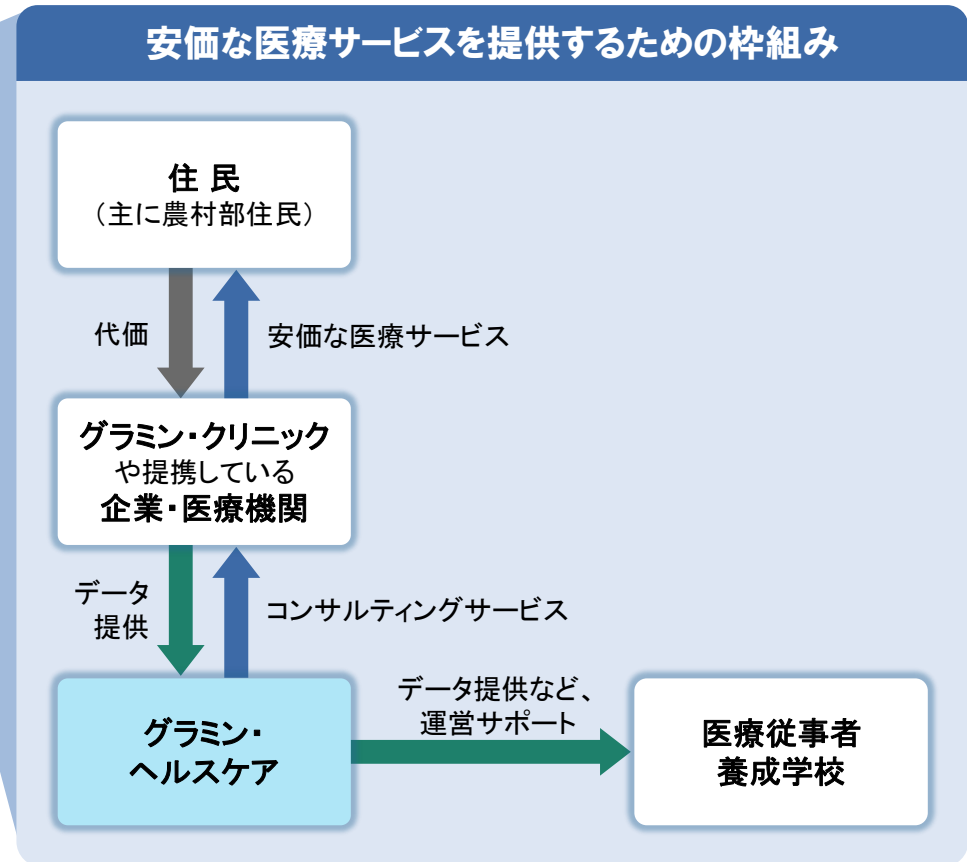 安価な医療サービスを提供するための枠組み
住 民
（主に農村部住民）
代価
安価な医療サービス
グラミン・クリニック
や提携している
企業・医療機関
データ
提供
コンサルティングサービス
データ提供など、
運営サポート
グラミン・
ヘルスケア
医療従事者
養成学校